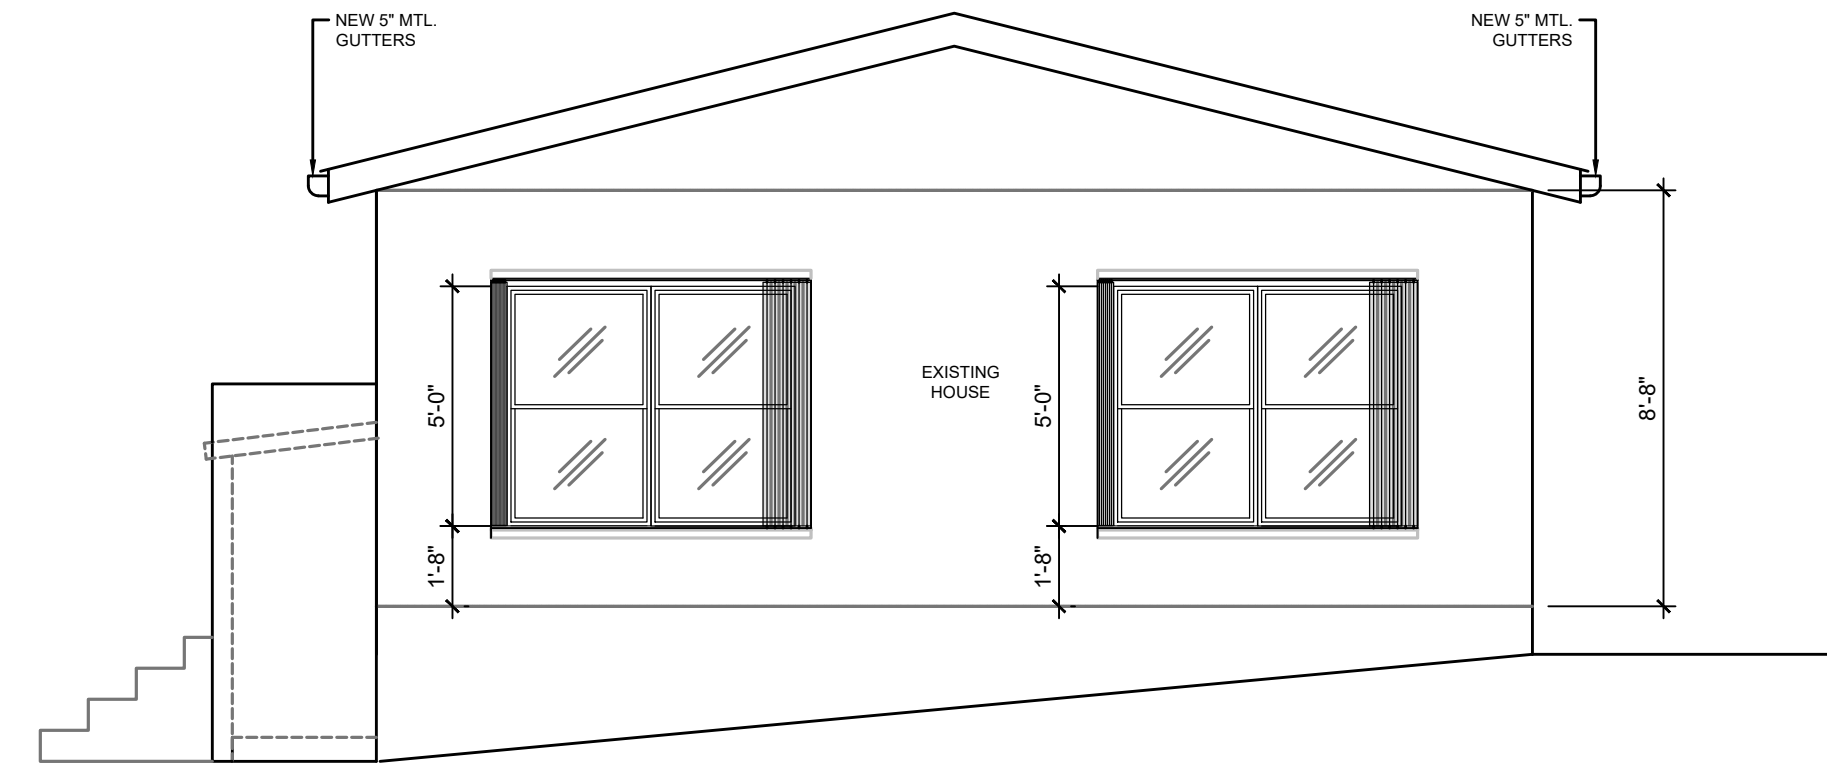 NEW 5" MTL.
GUTTERS
NEW 5" MTL.
GUTTERS
5'-0"
1'-8"
EXISTING
HOUSE
5'-0"
1'-8"
8'-8"